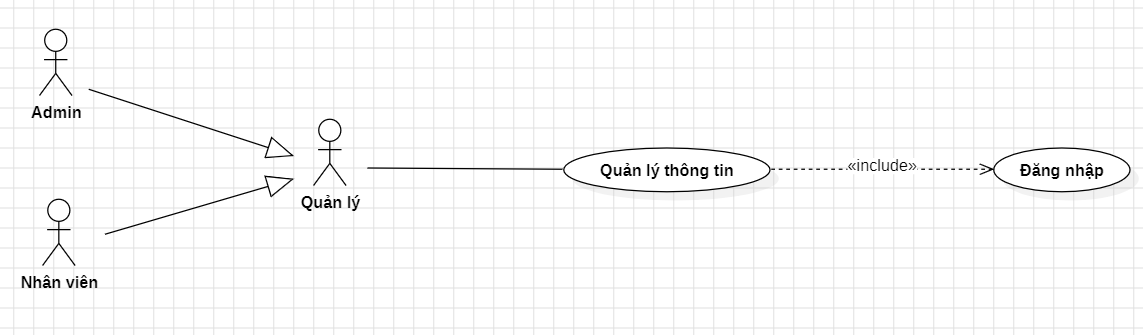 Admin
Quản lý
Nhân viên
Quản lý thông tin
«include»
Đăng nhập